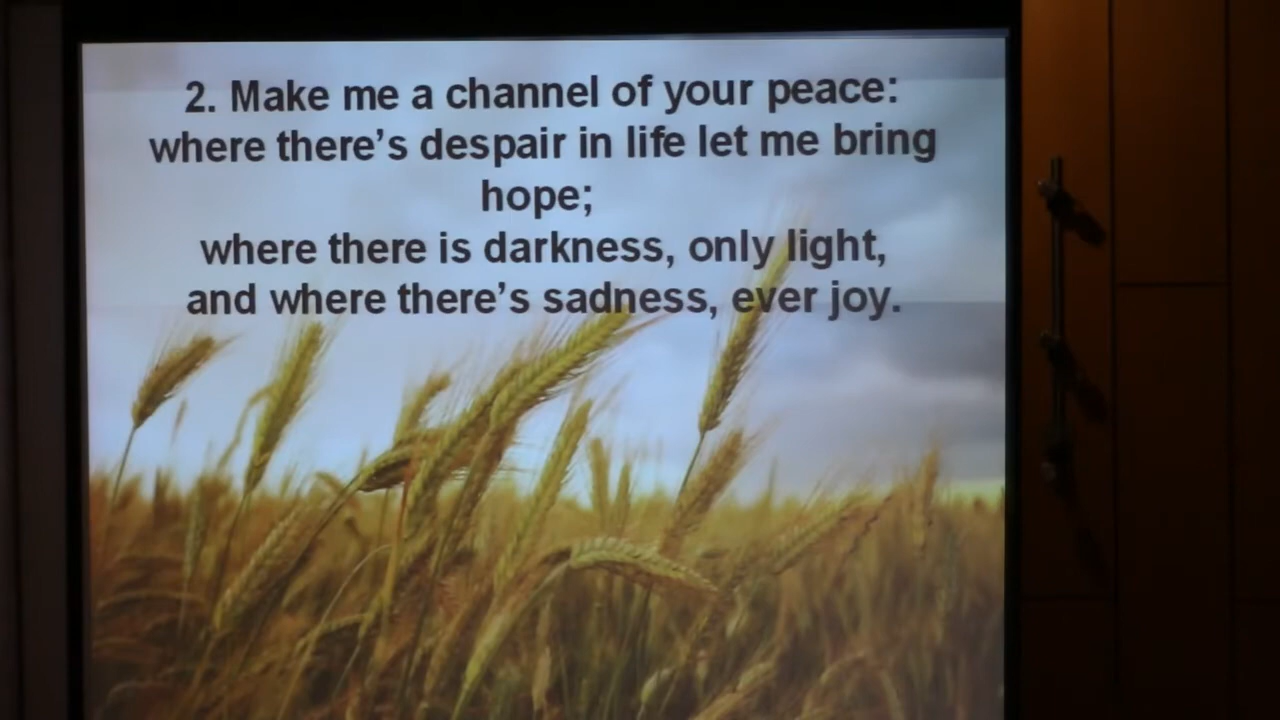 2. Make me a channel of your peace:
where there’s despair in life let me bring
hope;
where there is darkness, only light,
and where there’s sadness, ever joy.